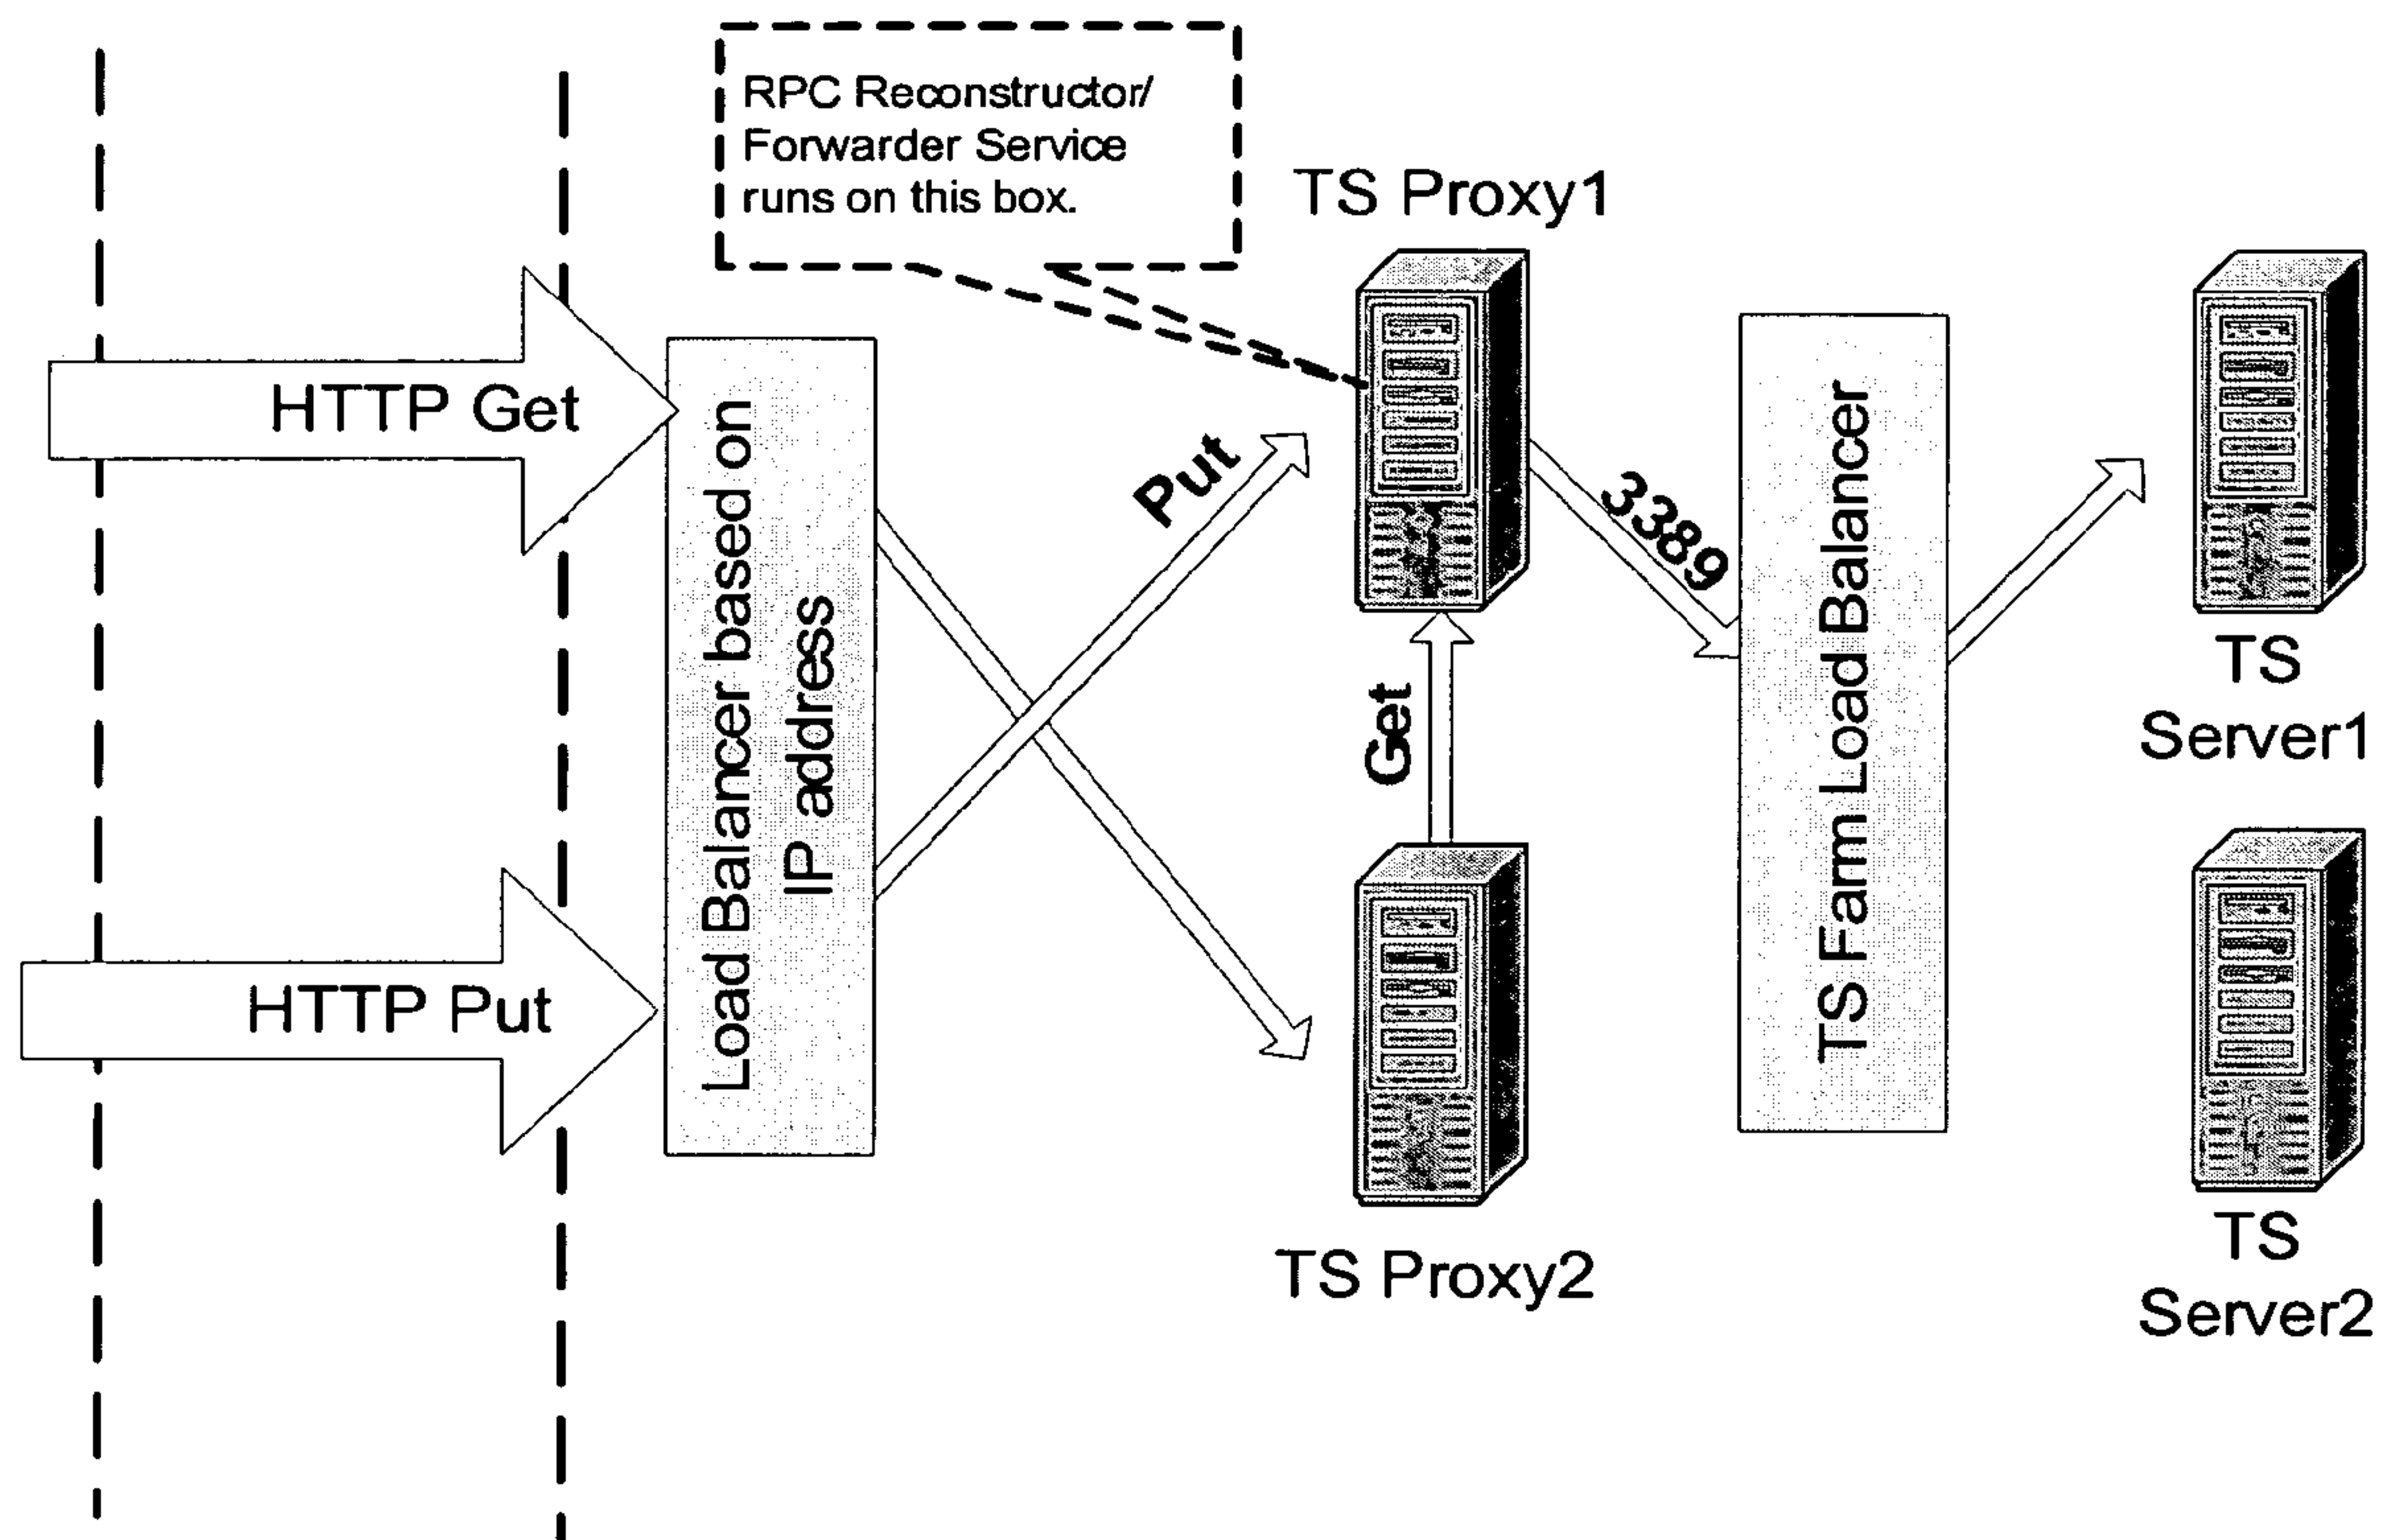 RPC Reconstructor/
Forwarder Service
runs on this box.
TS Proxy1
HTTP Get
Load Balancer based on
IP address
Put
3389
TS Farm Load Balancer
TS
Server1
Get
HTTP Put
TS Proxy2
TS
Server2